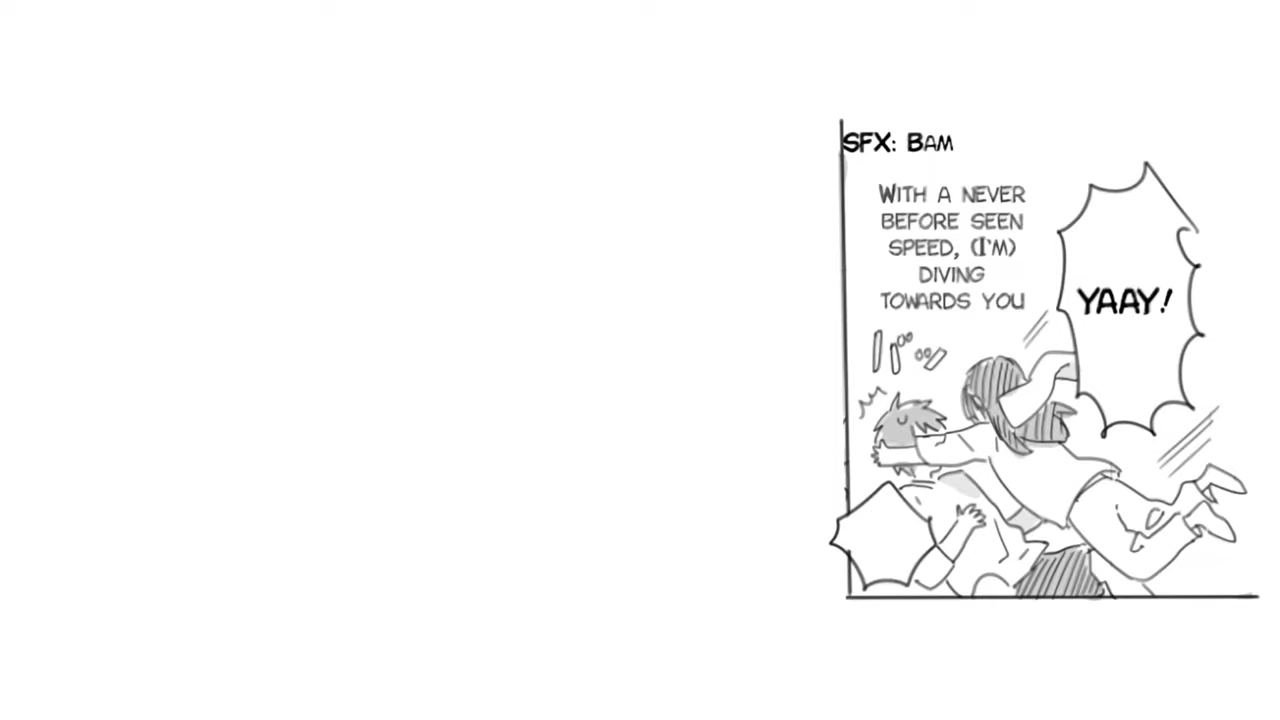 SFX: BAM
WITH A NEVER
BEFORE SEEN
SPEED, (I'M)
DIVING
TOWARDS YOU
YAAY!